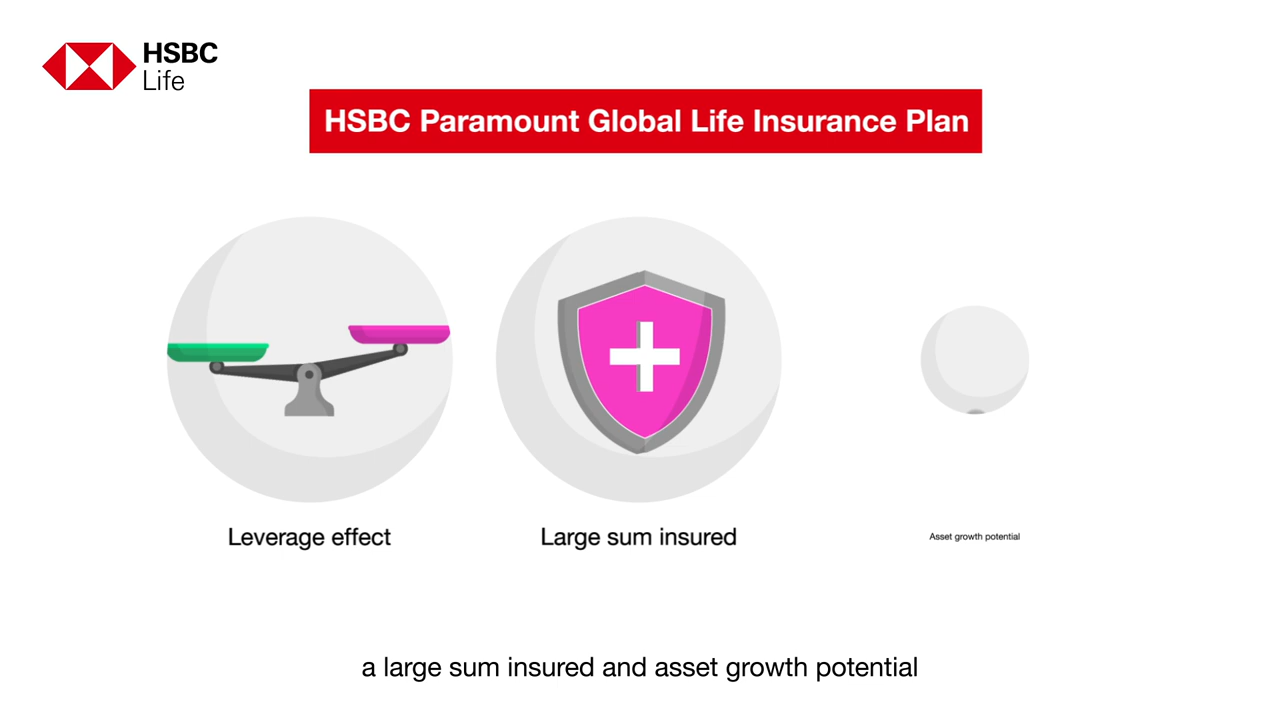 HSBC
Life
HSBC Paramount Global Life Insurance Plan
Leverage effect
Large sum insured
Asset growth potential
a large sum insured and asset growth potential